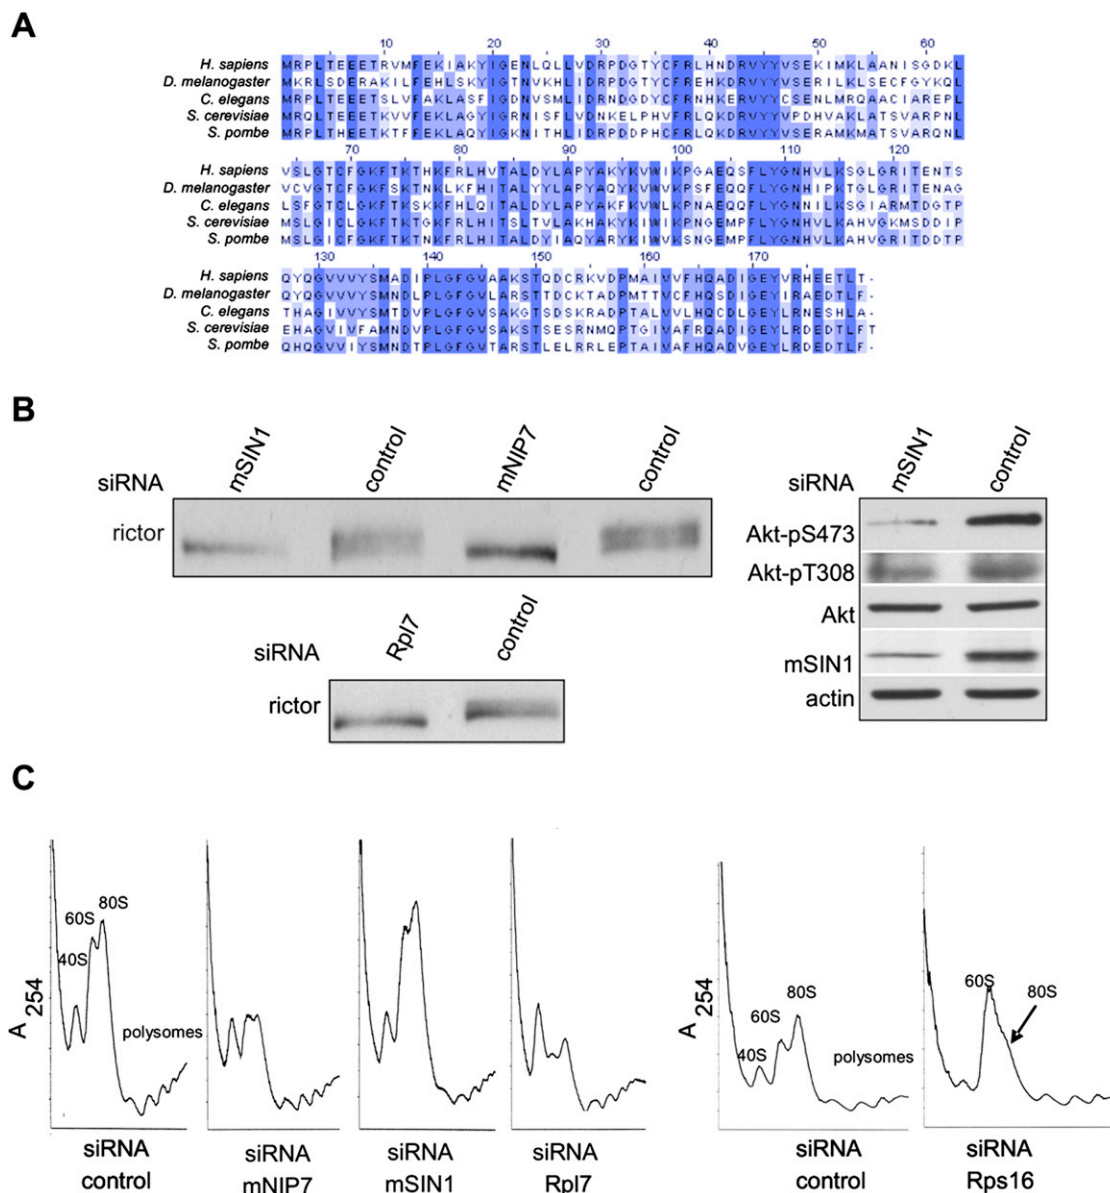 A
10 20 30 40 50 60
H. sapiens MRPLTEEETRVMFEKIAKYIGENLQLLVDRPDGTYCFRLHNDRVYYVSEKIMKLAANISGDKL
D. melanogaster MKRLSDERAKILFEHLSKYIGTNVKHLIDRPDGTYCFREHKDRVYYVSERILKLSECFGYKQL
C. elegans MRPLTEEETSLVFAKLASFIGDNVSMLIDRNDGDYCFRNHKERVYYCSENLMRQAACIAREPL
S. cerevisiae MRQLTEEETKVVFEKLAGYIGRNISFLVDNKELPHVFRLQKDRVYYVPDHVAKLATSVARPNL
S. pombe MRPLTHEETKTFFEKLAQYIGKNITHLIDRPDDPHCFRLQKDRVYYVSERAMKMATSVARQNL
70 80 90 100 110 120
H. sapiens VSLGTCFGKFTKTHKFRLHVTALDYLAPYAKYKVWIKPGAEQSFLYGNHVLKSGLGRITENTS
D. melanogaster VCVGTCFGKFSKTNKLKFHITALYYLAPYAQYKVWVKPSFEQQFLYGNHIPKTGLGRITENAG
C. elegans LSFGTCLGKFTKSKKFHLQITALDYLAPYAKFKVWLKPNAEQQFLYGNNILKSGIARMTDGTP
S. cerevisiae MSLGICLGKFTKTGKFRLHITSLTVLAKHAKYKIWIKPNGEMPFLYGNHVLKAHVGKMSDDIP
S. pombe MSLGICFGKFTKTNKFRLHITALDYIAQYARYKIWVKSNGEMPFLYGNHVLKAHVGRITDDTP
130 140 150 160 170
H. sapiens QYQGVVVYSMADIPLGFGVAAKSTQDCRKVDPMAIVVFHQADIGEYVRHEETLT-
D. melanogaster QYQGVVVYSMNDLPLGFGVLARSTTDCKTADPMTTVCFHQSDIGEYIRAEDTLF-
C. elegans THAGIVVYSMTDVPLGFGVSAKGTSDSKRADPTALVVLHQCDLGEYLRNESHLA-
S. cerevisiae EHAGVIVFAMNDVPLGFGVSAKSTSESRNMQPTGIVAFRQADIGEYLRDEDTLFT
S. pombe QHQGVVIYSMNDTPLGFGVTARSTLELRRLEPTAIVAFHQADVGEYLRDEDTLF-
B
siRNA mSIN1 control mNIP7 control
rictor
siRNA Rpl7 control
rictor
siRNA mSIN1 control
Akt-pS473
Akt-pT308
Akt
mSIN1
actin
C
A 254
40S 60S 80S
polysomes
siRNA control
siRNA mNIP7
siRNA mSIN1
siRNA Rpl7
A 254
40S 60S 80S
polysomes
siRNA control
60S 80S
siRNA Rps16